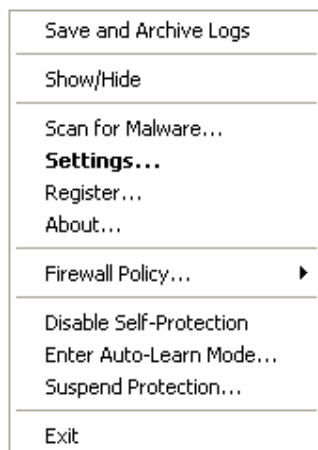 Save and Archive Logs
Show/Hide
Scan for Malware...
Settings...
Register...
About...
Firewall Policy...
Disable Self-Protection
Enter Auto-Learn Mode...
Suspend Protection...
Exit